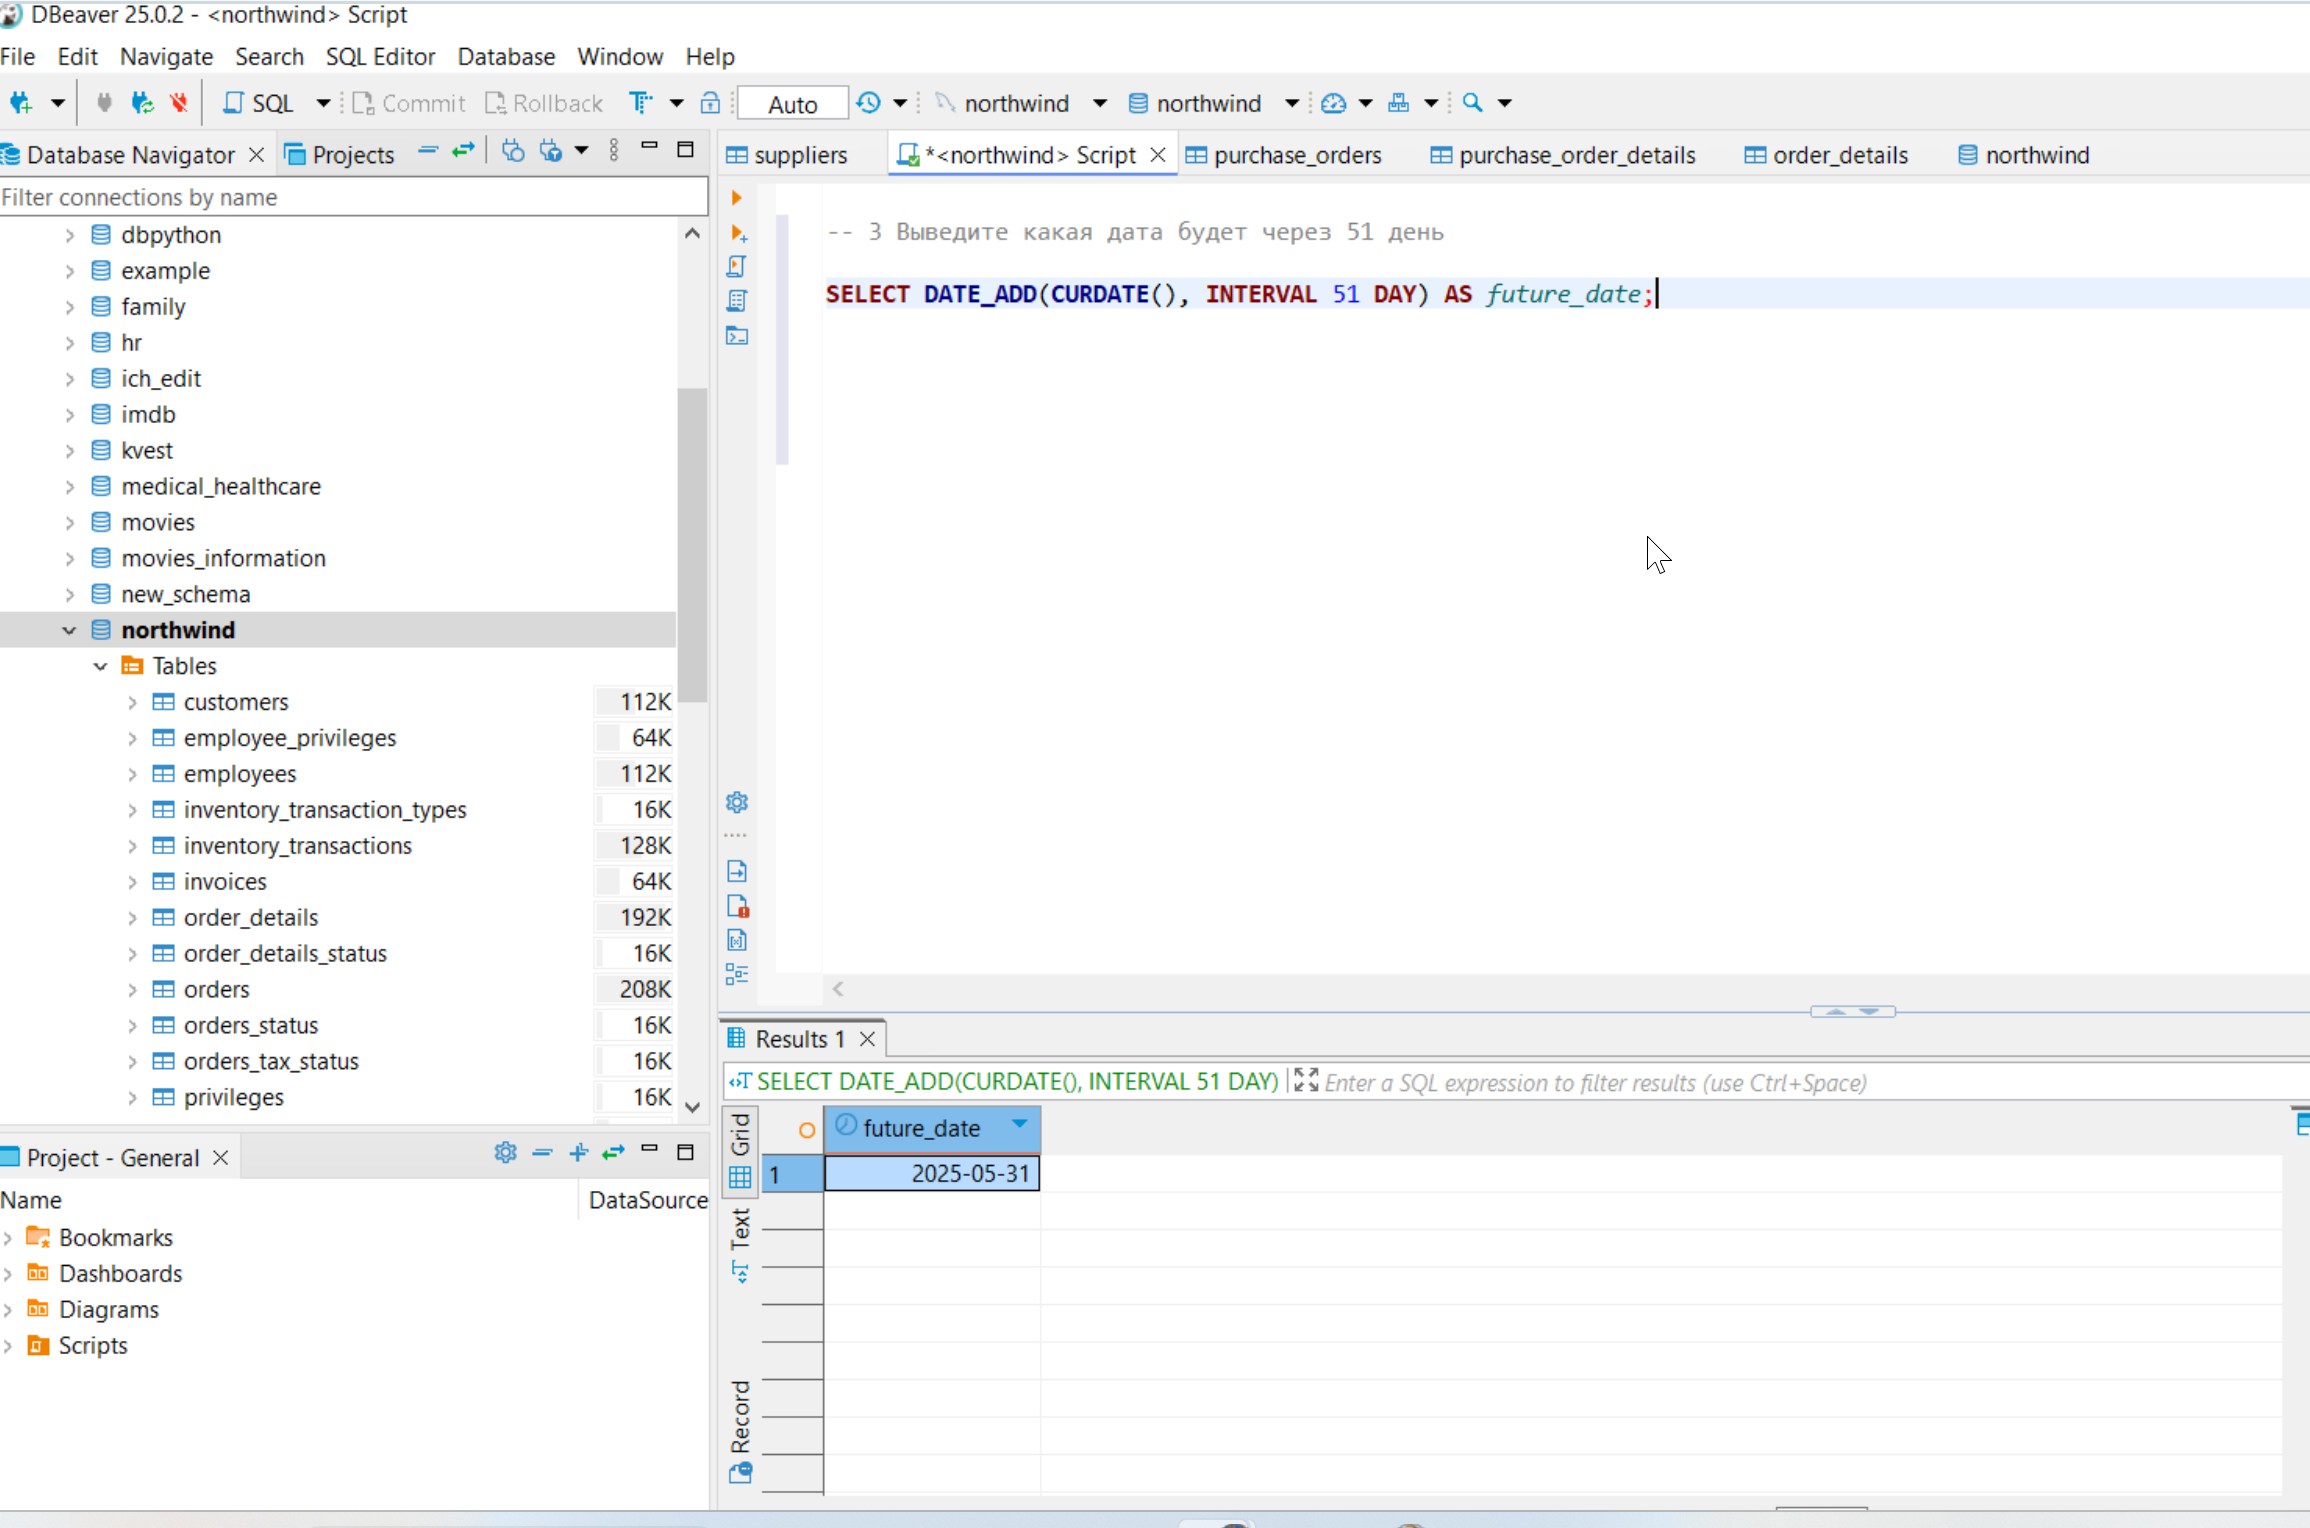 DBeaver 25.0.2 - <northwind> Script
File Edit Navigate Search SQL Editor Database Window Help
SQL Commit Rollback Auto northwind northwind
Database Navigator Projects
Filter connections by name
dbpython
example
family
hr
ich_edit
imdb
kvest
medical_healthcare
movies
movies_information
new_schema
northwind
Tables
customers 112K
employee_privileges 64K
employees 112K
inventory_transaction_types 16K
inventory_transactions 128K
invoices 64K
order_details 192K
order_details_status 16K
orders 208K
orders_status 16K
orders_tax_status 16K
privileges 16K
Project - General
Name DataSource
Bookmarks
Dashboards
Diagrams
Scripts
suppliers *<northwind> Script purchase_orders purchase_order_details order_details northwind
-- 3 Выведите какая дата будет через 51 день
SELECT DATE_ADD(CURDATE(), INTERVAL 51 DAY) AS future_date;
Results 1
SELECT DATE_ADD(CURDATE(), INTERVAL 51 DAY) Enter a SQL expression to filter results (use Ctrl+Space)
Grid
Text
Record
future_date
1 2025-05-31